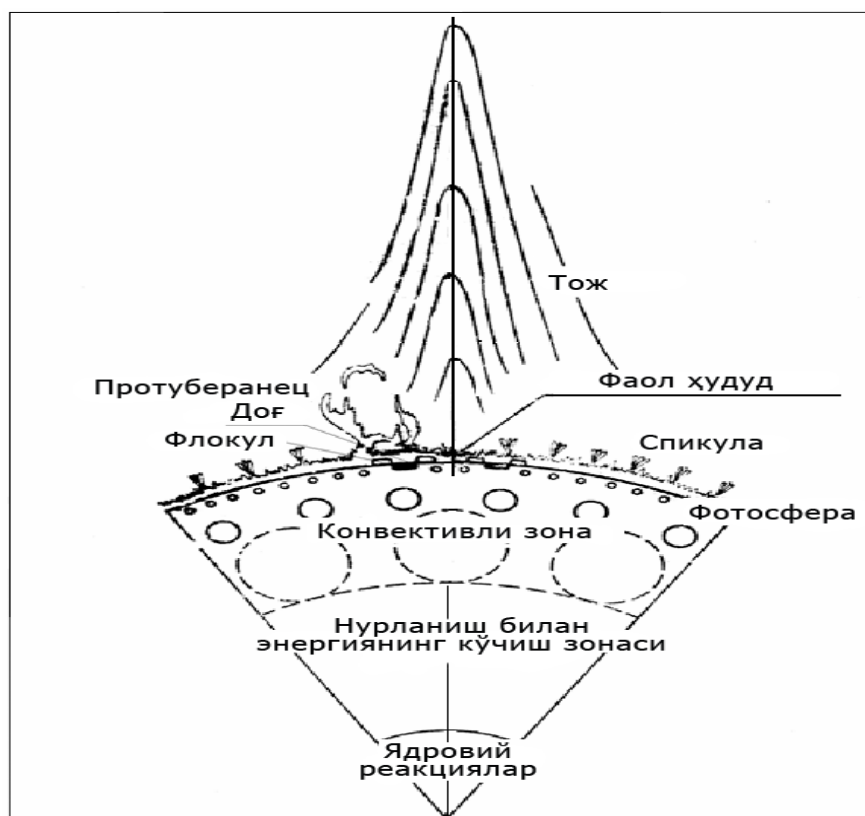 Тож
Протуберанец
Фаол ҳудуд
Доғ
Флокул
Спикула
Фотосфера
Конвективли зона
Нурланиш билан
энергиянинг кўчиш зонаси
Ядровий
реакциялар